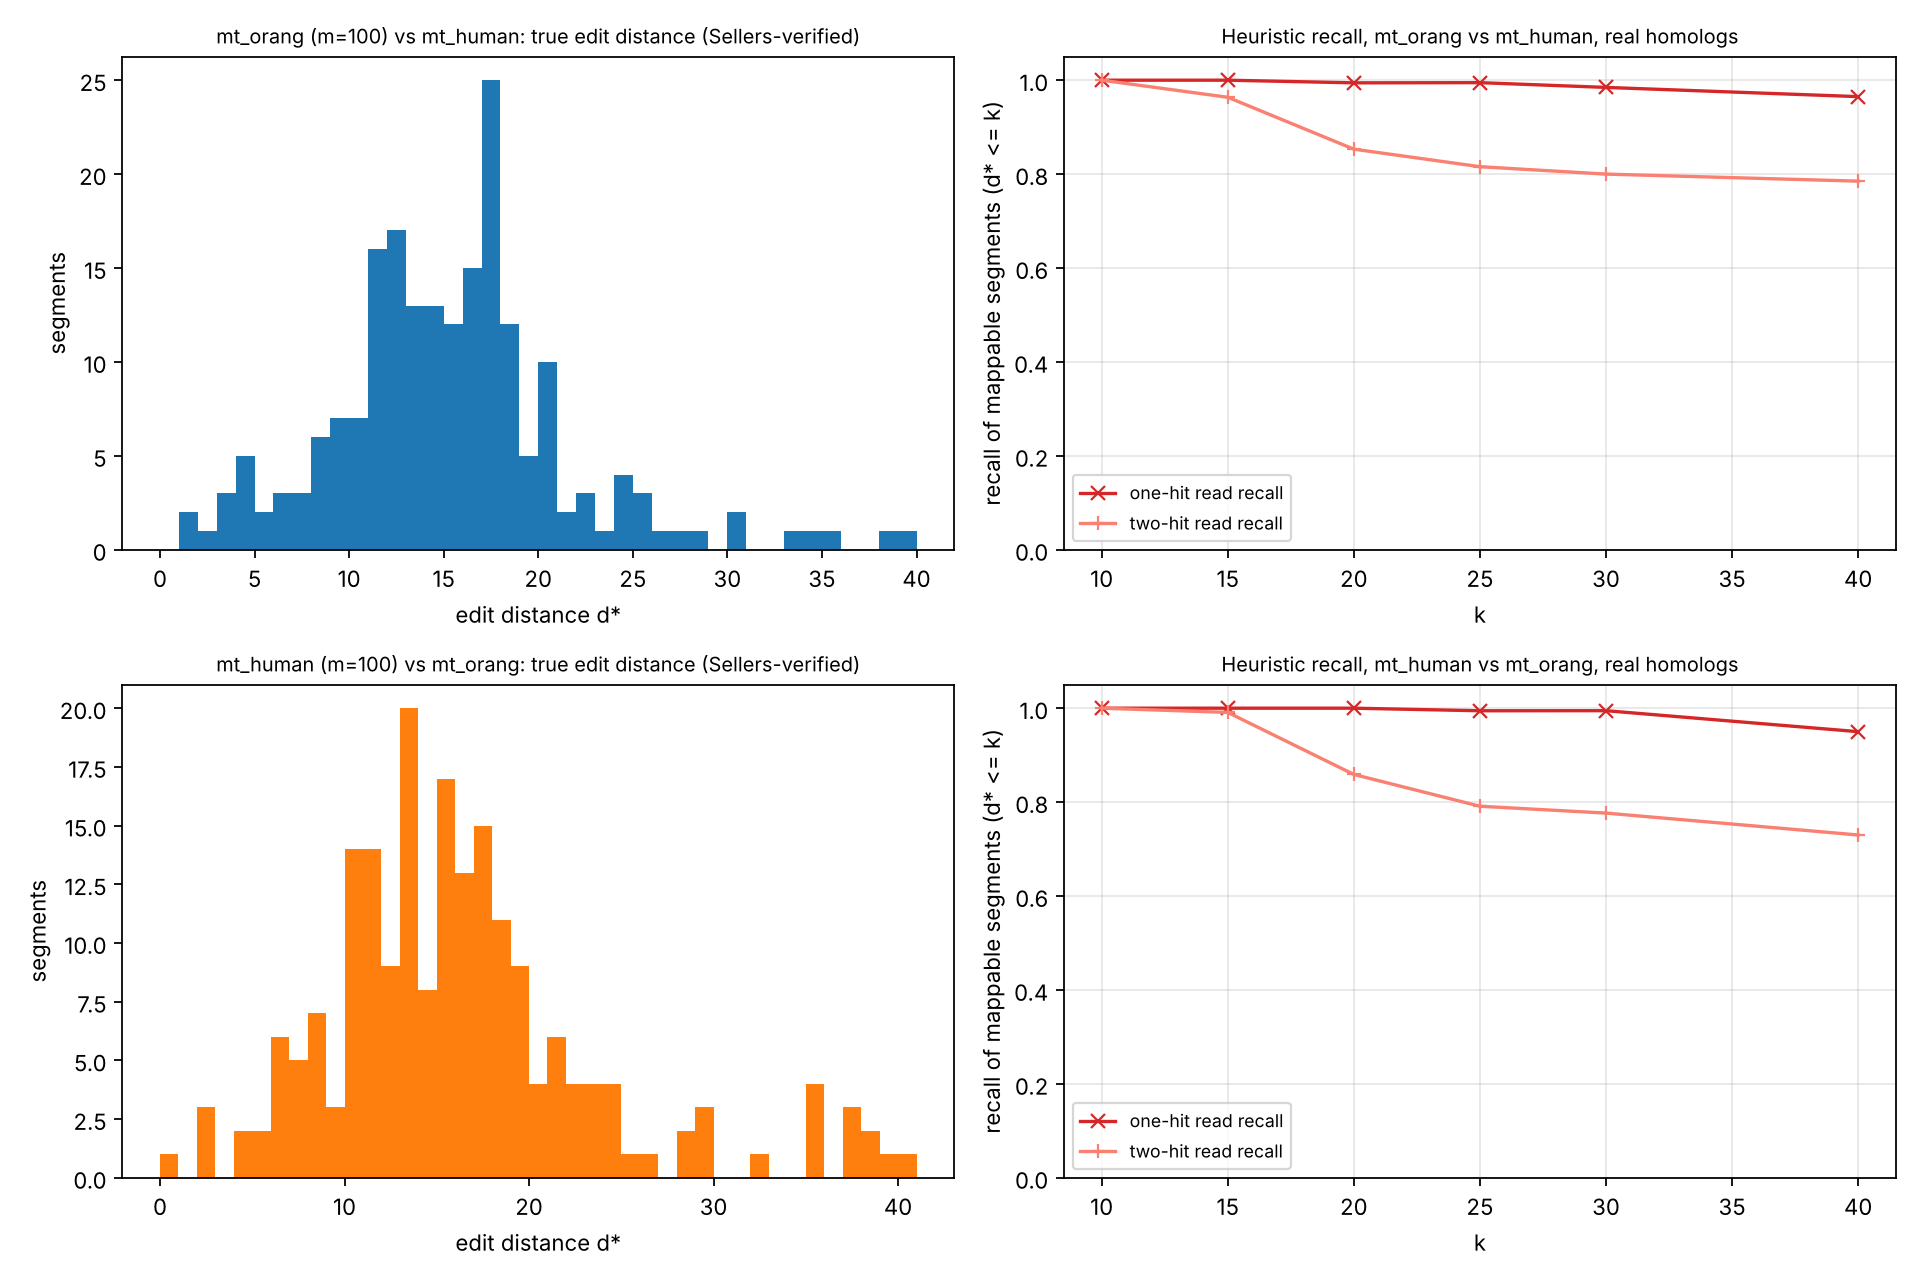 mt_orang (m=100) vs mt_human: true edit distance (Sellers-verified)
segments
25
20
15
10
5
0
0 5 10 15 20 25 30 35 40
edit distance d*
Heuristic recall, mt_orang vs mt_human, real homologs
recall of mappable segments (d* <= k)
1.0
0.8
0.6
0.4
0.2
0.0
one-hit read recall
two-hit read recall
10 15 20 25 30 35 40
k
mt_human (m=100) vs mt_orang: true edit distance (Sellers-verified)
segments
20.0
17.5
15.0
12.5
10.0
7.5
5.0
2.5
0.0
0 10 20 30 40
edit distance d*
Heuristic recall, mt_human vs mt_orang, real homologs
recall of mappable segments (d* <= k)
1.0
0.8
0.6
0.4
0.2
0.0
one-hit read recall
two-hit read recall
10 15 20 25 30 35 40
k